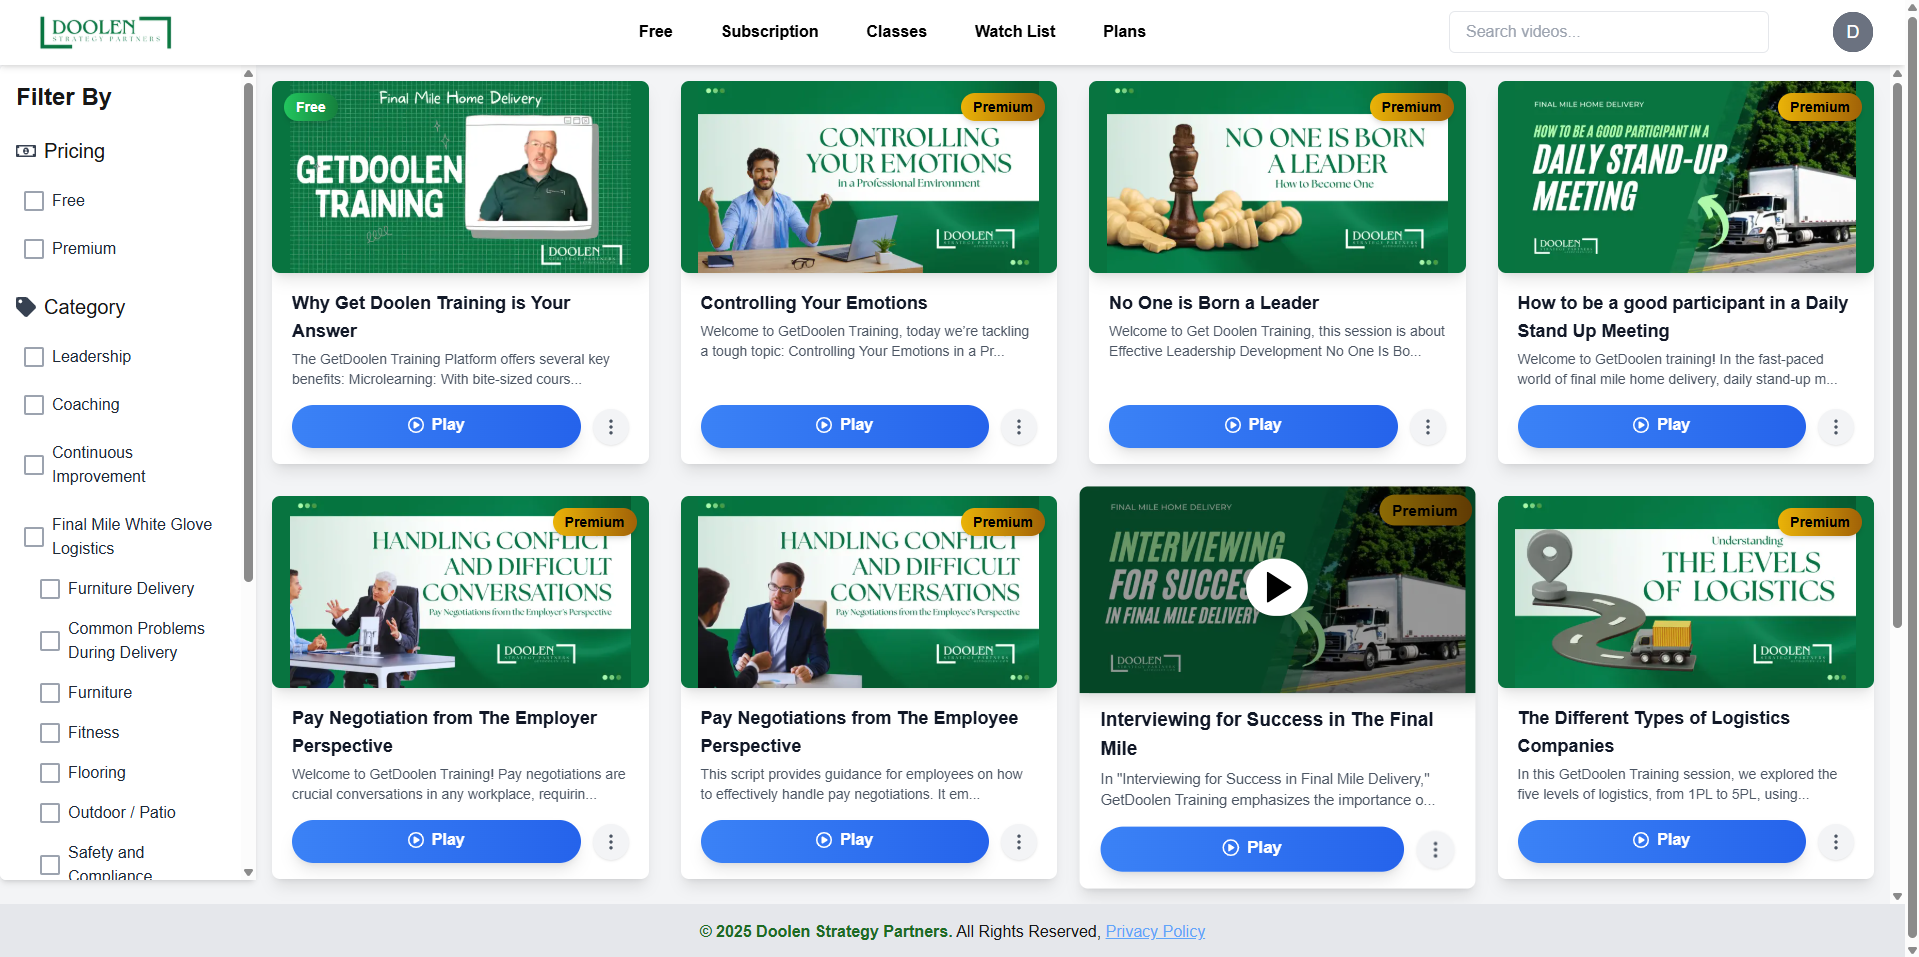 DOOLEN
STRATEGY PARTNERS
Free
Subscription
Classes
Watch List
Plans
Search videos...
D
Filter By
Pricing
Free
Premium
Category
Leadership
Coaching
Continuous
Improvement
Final Mile White Glove
Logistics
Furniture Delivery
Common Problems
During Delivery
Furniture
Fitness
Flooring
Outdoor / Patio
Safety and
Compliance
Free
Final Mile Home Delivery
GETDOOLEN
TRAINING
DOOLEN
Why Get Doolen Training is Your
Answer
The GetDoolen Training Platform offers several key
benefits: Microlearning: With bite-sized cours...
Play
Premium
CONTROLLING
YOUR EMOTIONS
in a Professional Environment
DOOLEN
STRATEGY PARTNERS
Controlling Your Emotions
Welcome to GetDoolen Training, today we're tackling
a tough topic: Controlling Your Emotions in a Pr...
Play
Premium
NO ONE IS BORN
A LEADER
How to Become One
DOOLEN
STRATEGY PARTNERS
No One is Born a Leader
Welcome to Get Doolen Training, this session is about
Effective Leadership Development No One Is Bo...
Play
Premium
FINAL MILE HOME DELIVERY
HOW TO BE A GOOD PARTICIPANT IN A
DAILY STAND-UP
MEETING
DOOLEN
STRATEGY PARTNERS
How to be a good participant in a Daily
Stand Up Meeting
Welcome to GetDoolen training! In the fast-paced
world of final mile home delivery, daily stand-up m...
Play
Premium
HANDLING CONFLICT
AND DIFFICULT
CONVERSATIONS
Pay Negotiations from the Employer's Perspective
DOOLEN
STRATEGY PARTNERS
Pay Negotiation from The Employer
Perspective
Welcome to GetDoolen Training! Pay negotiations are
crucial conversations in any workplace, requirin...
Play
Premium
HANDLING CONFLICT
AND DIFFICULT
CONVERSATIONS
Pay Negotiations from the Employee's Perspective
DOOLEN
STRATEGY PARTNERS
Pay Negotiations from The Employee
Perspective
This script provides guidance for employees on how
to effectively handle pay negotiations. It em...
Play
Premium
FINAL MILE HOME DELIVERY
INTERVIEWING
FOR SUCCESS
IN FINAL MILE DELIVERY
DOOLEN
STRATEGY PARTNERS
Interviewing for Success in The Final
Mile
In "Interviewing for Success in Final Mile Delivery,"
GetDoolen Training emphasizes the importance o...
Play
Premium
Understanding
THE LEVELS
OF LOGISTICS
DOOLEN
STRATEGY PARTNERS
The Different Types of Logistics
Companies
In this GetDoolen Training session, we explored the
five levels of logistics, from 1PL to 5PL, using...
Play
© 2025 Doolen Strategy Partners. All Rights Reserved, Privacy Policy